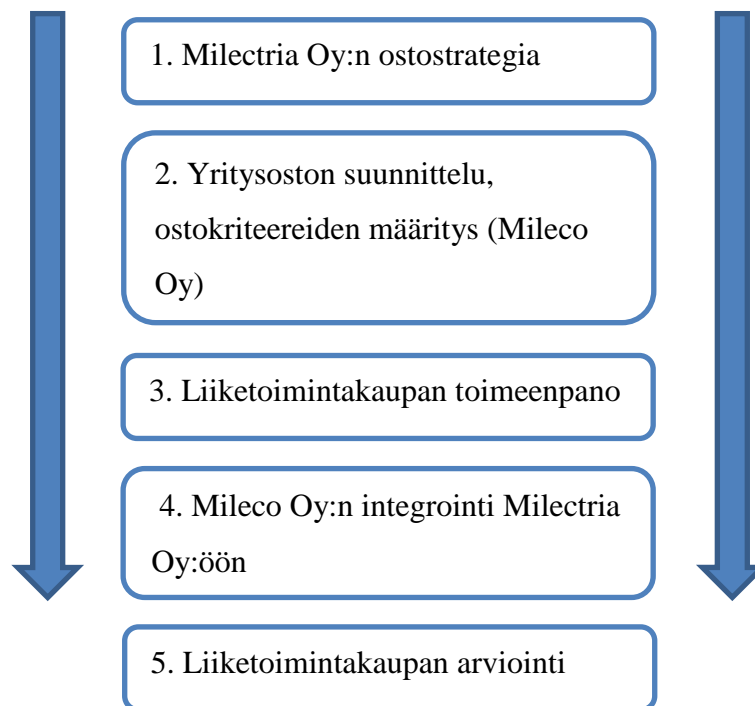 1. Milectria Oy:n ostostrategia
2. Yritysoston suunnittelu,
ostokriteereiden määritys (Mileco
Oy)
3. Liiketoimintakaupan toimeenpano
4. Mileco Oy:n integrointi Milectria
Oy:öön
5. Liiketoimintakaupan arviointi